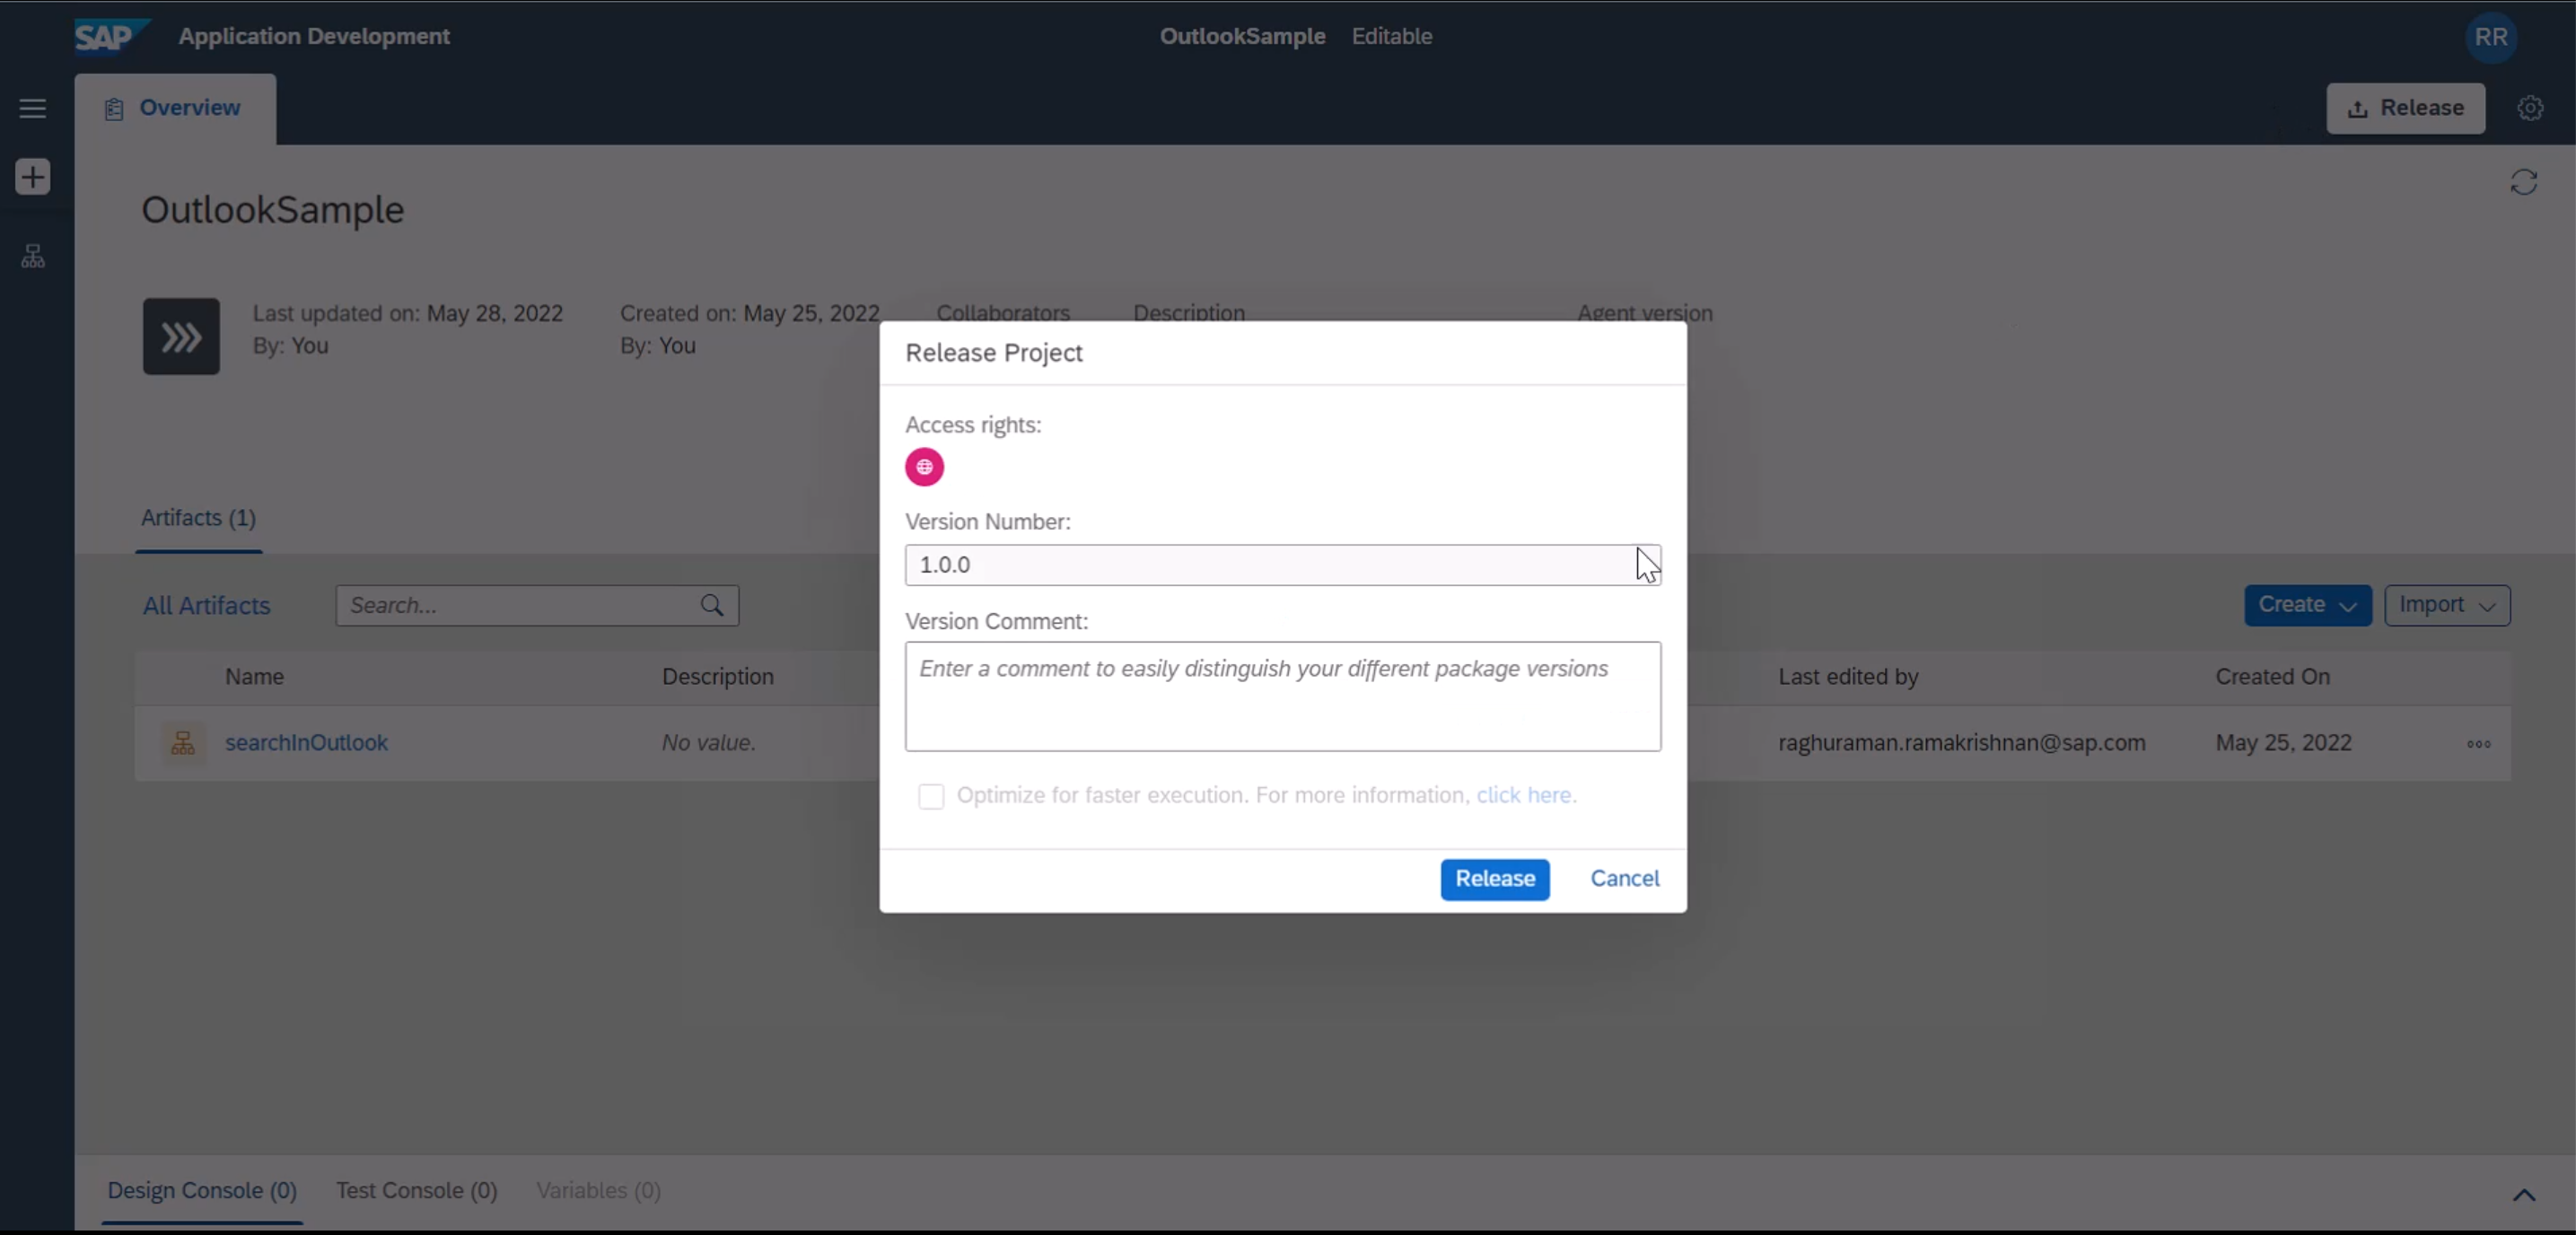 SAP Application Development OutlookSample Editable RR
Overview Release
OutlookSample
Last updated on: May 28, 2022 Created on: May 25, 2022 Collaborators Description Agent version
By: You By: You
Release Project
Access rights:
Artifacts (1)
Version Number:
1.0.0
All Artifacts Search... Create Import
Version Comment:
Enter a comment to easily distinguish your different package versions
Name Description Last edited by Created On
searchInOutlook No value. raghuraman.ramakrishnan@sap.com May 25, 2022
Optimize for faster execution. For more information, click here.
Release Cancel
Design Console (0) Test Console (0) Variables (0)